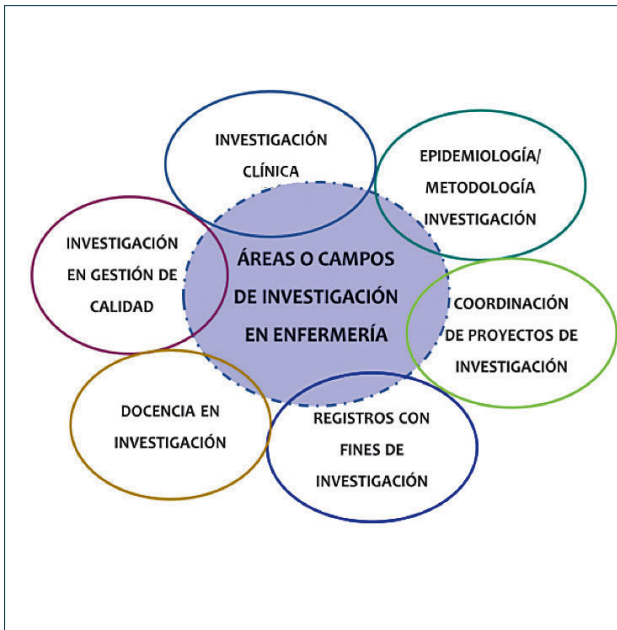 INVESTIGACIÓN
CLÍNICA
EPIDEMIOLOGÍA/
METODOLOGÍA
INVESTIGACIÓN
INVESTIGACIÓN
EN GESTIÓN DE
CALIDAD
ÁREAS O CAMPOS
DE INVESTIGACIÓN
EN ENFERMERÍA
COORDINACIÓN
DE PROYECTOS DE
INVESTIGACIÓN
DOCENCIA EN
INVESTIGACIÓN
REGISTROS CON
FINES DE
INVESTIGACIÓN